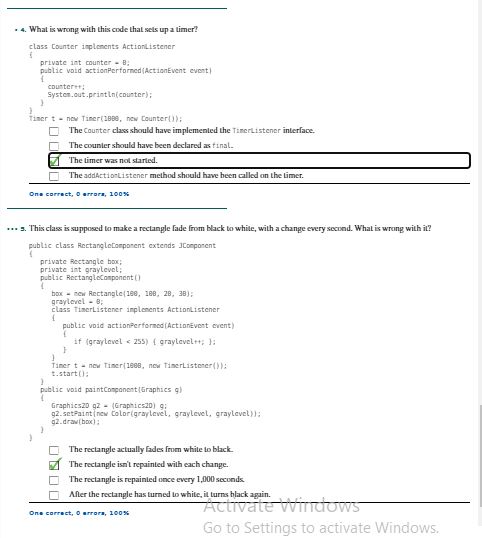 • 4. What is wrong with this code that sets up a timer?
class Counter implements ActionListener
{
private int counter = 0;
public void actionPerformed(ActionEvent event)
{
counter++;
System.out.println(counter);
}
}
Timer t = new Timer(1000, new Counter());
The Counter class should have implemented the TimerListener interface.
The counter should have been declared as final.
The timer was not started.
The addActionListener method should have been called on the timer.
One correct, 0 errors, 100%
••• 5. This class is supposed to make a rectangle fade from black to white, with a change every second. What is wrong with it?
public class RectangleComponent extends JComponent
{
private Rectangle box;
private int graylevel;
public RectangleComponent()
{
box = new Rectangle(100, 100, 20, 30);
graylevel = 0;
class TimerListener implements ActionListener
{
public void actionPerformed(ActionEvent event)
{
if (graylevel < 255) { graylevel++; };
}
}
Timer t = new Timer(1000, new TimerListener());
t.start();
}
public void paintComponent(Graphics g)
{
Graphics2D g2 = (Graphics2D) g;
g2.setPaint(new Color(graylevel, graylevel, graylevel));
g2.draw(box);
}
}
The rectangle actually fades from white to black.
The rectangle isn't repainted with each change.
The rectangle is repainted once every 1,000 seconds.
After the rectangle has turned to white, it turns black again.
One correct, 0 errors, 100%
Activate Windows
Go to Settings to activate Windows.